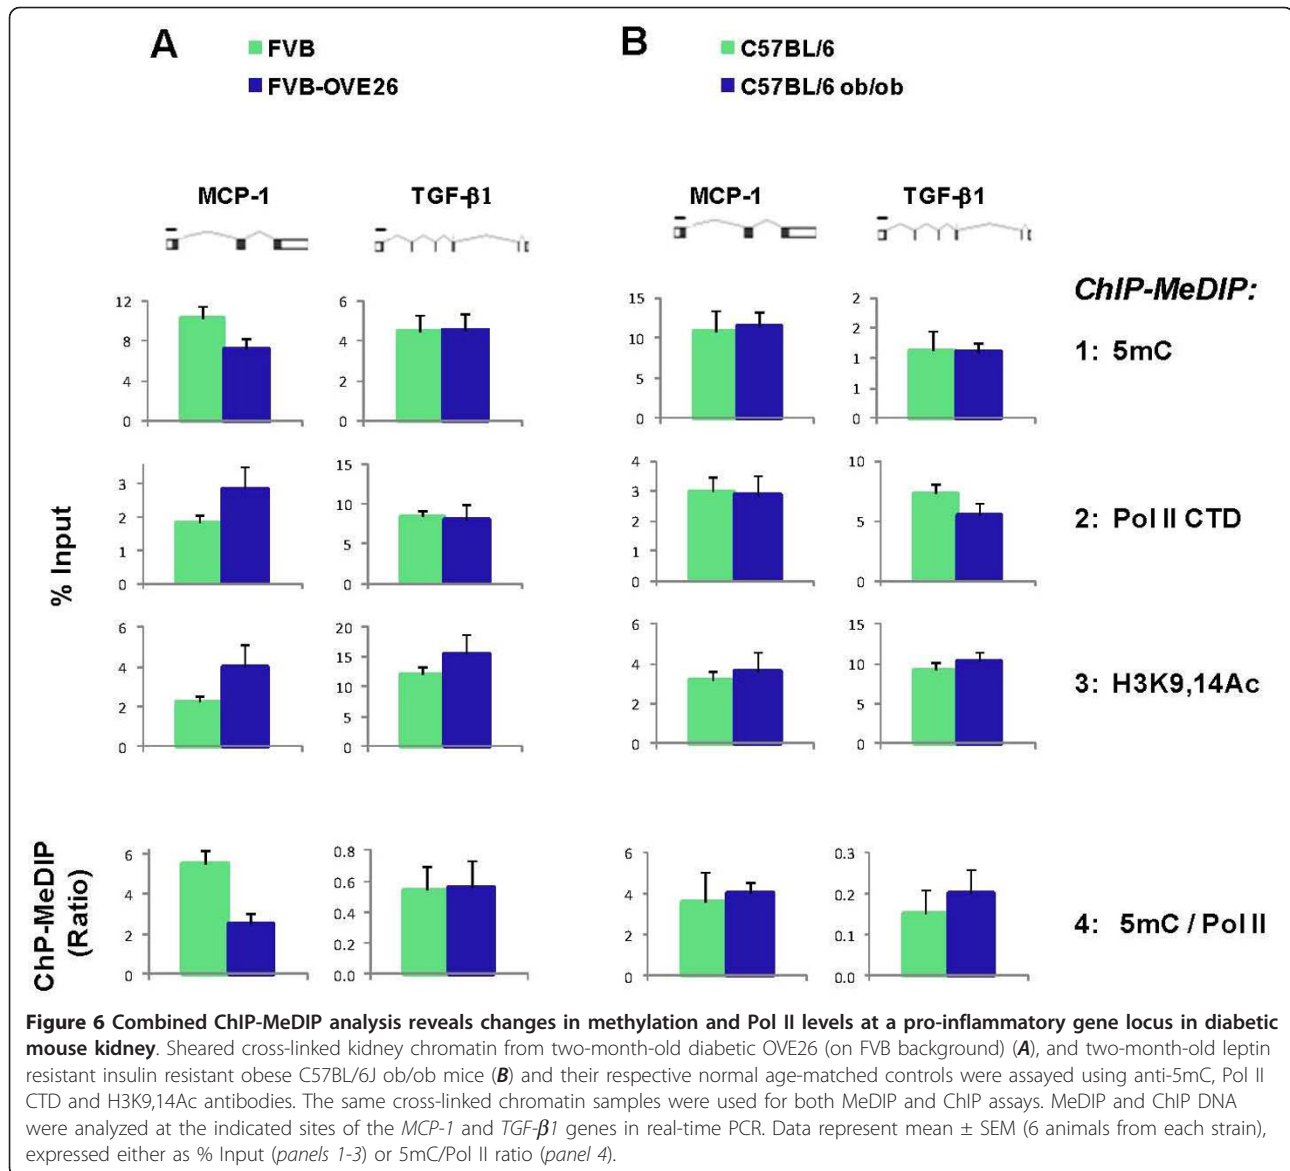 A
FVB
FVB-OVE26
B
C57BL/6
C57BL/6 ob/ob
MCP-1
TGF-β1
MCP-1
TGF-β1
ChIP-MeDIP:
12
8
4
0
6
4
2
0
15
10
5
0
2
2
1
1
0
1: 5mC
% Input
3
2
1
0
15
10
5
0
4
3
2
1
0
10
5
0
2: Pol II CTD
6
4
2
0
20
15
10
5
0
6
4
2
0
15
10
5
0
3: H3K9,14Ac
ChP-MeDIP
(Ratio)
6
4
2
0
0.8
0.6
0.4
0.2
0.0
6
4
2
0
0.3
0.2
0.1
0.0
4: 5mC / Pol II
Figure 6 Combined ChIP-MeDIP analysis reveals changes in methylation and Pol II levels at a pro-inflammatory gene locus in diabetic
mouse kidney. Sheared cross-linked kidney chromatin from two-month-old diabetic OVE26 (on FVB background) (A), and two-month-old leptin
resistant insulin resistant obese C57BL/6J ob/ob mice (B) and their respective normal age-matched controls were assayed using anti-5mC, Pol II
CTD and H3K9,14Ac antibodies. The same cross-linked chromatin samples were used for both MeDIP and ChIP assays. MeDIP and ChIP DNA
were analyzed at the indicated sites of the MCP-1 and TGF-β1 genes in real-time PCR. Data represent mean ± SEM (6 animals from each strain),
expressed either as % Input (panels 1-3) or 5mC/Pol II ratio (panel 4).